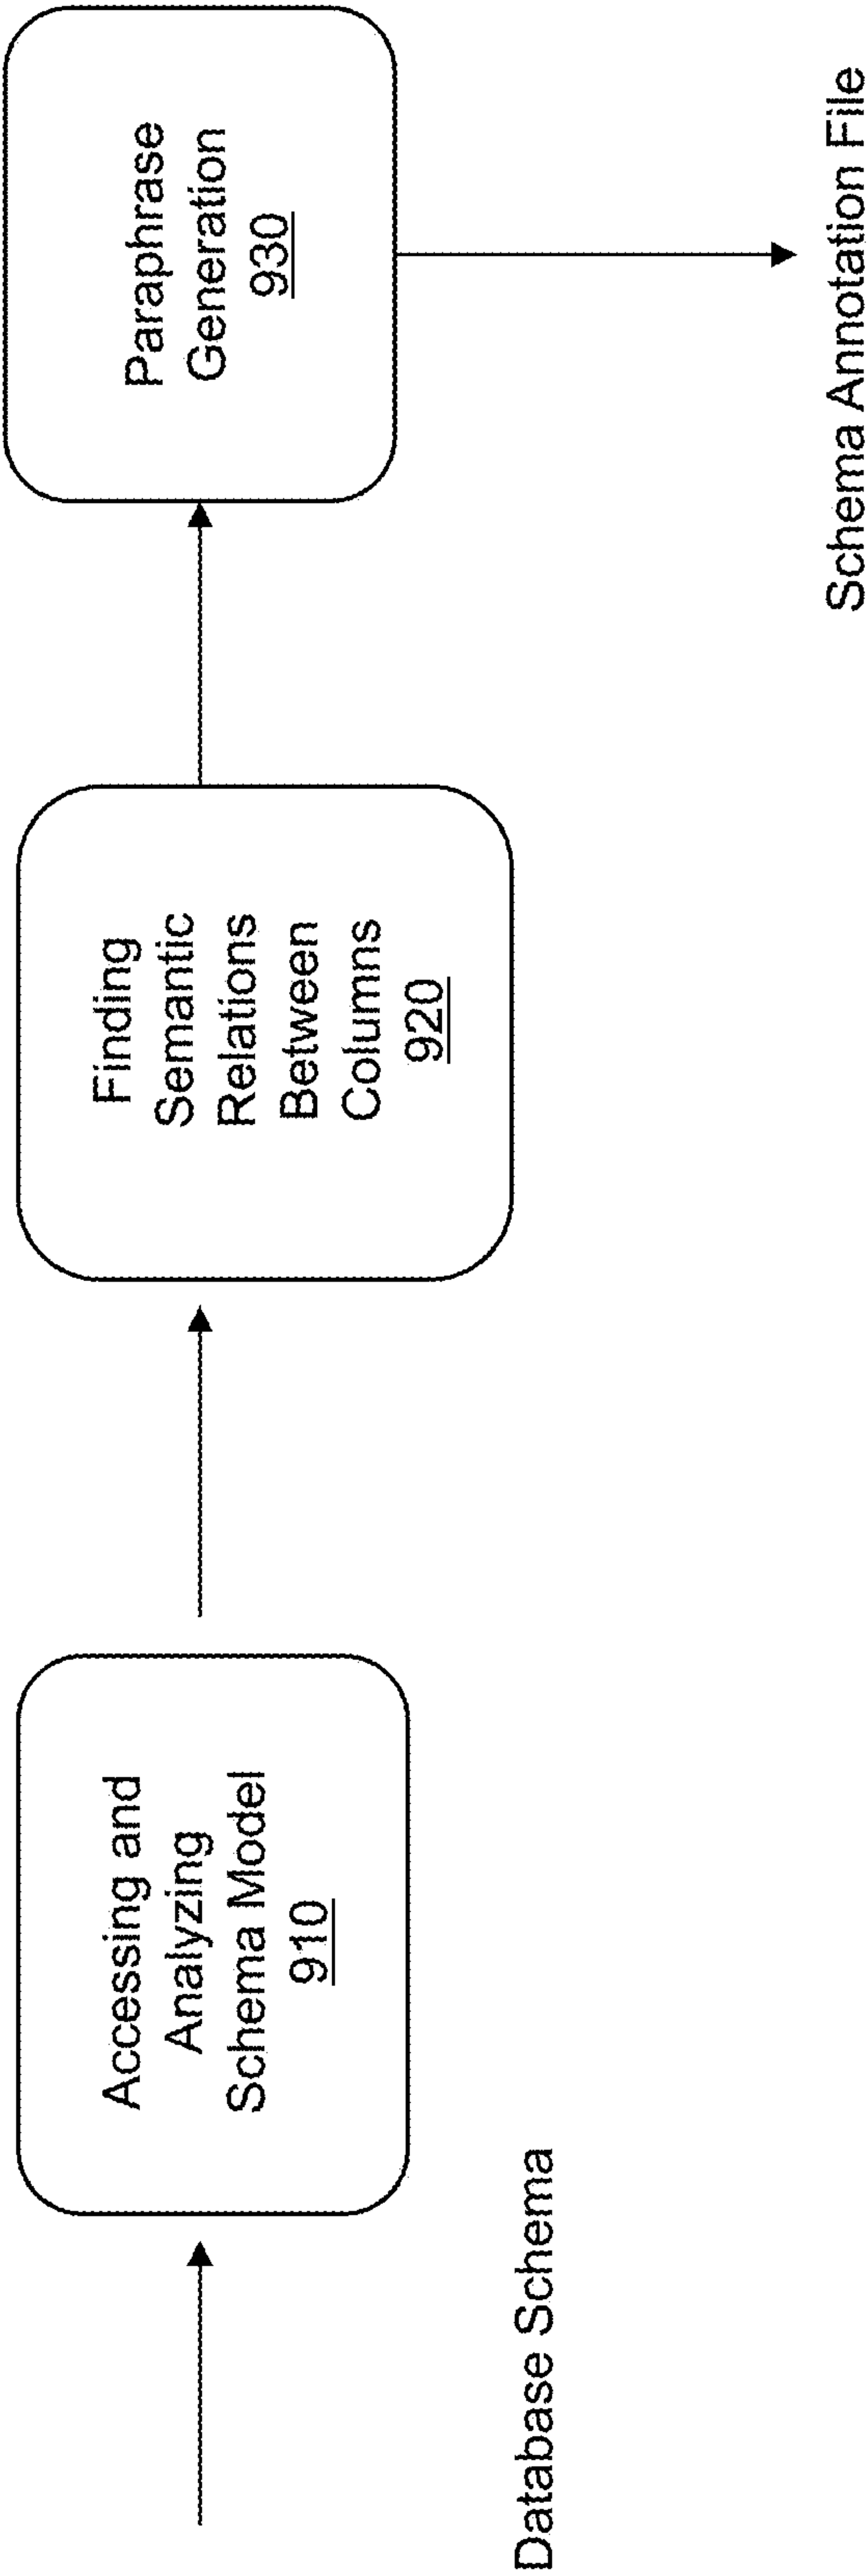 Accessing and
Analyzing
Schema Model
910
Finding
Semantic
Relations
Between
Columns
920
Paraphrase
Generation
930
Database Schema
Schema Annotation File